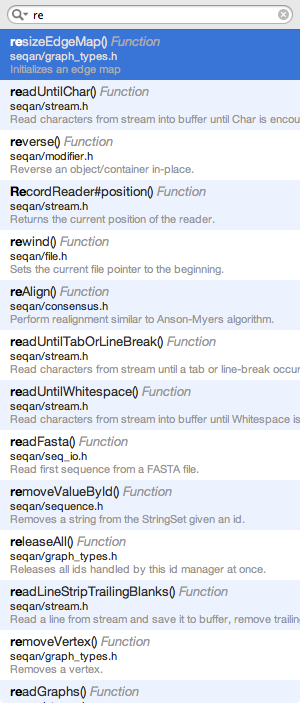 re
resizeEdgeMap() Function
seqan/graph_types.h
Initializes an edge map
readUntilChar() Function
seqan/stream.h
Read characters from stream into buffer until Char is encou
reverse() Function
seqan/modifier.h
Reverse an object/container in-place.
RecordReader#position() Function
seqan/stream.h
Returns the current position of the reader.
rewind() Function
seqan/file.h
Sets the current file pointer to the beginning.
reAlign() Function
seqan/consensus.h
Perform realignment similar to Anson-Myers algorithm.
readUntilTabOrLineBreak() Function
seqan/stream.h
Read characters from stream until a tab or line-break occur
readUntilWhitespace() Function
seqan/stream.h
Read characters from stream into buffer until Whitespace is
readFasta() Function
seqan/seq_io.h
Read first sequence from a FASTA file.
removeValueById() Function
seqan/sequence.h
Removes a string from the StringSet given an id.
releaseAll() Function
seqan/graph_types.h
Releases all ids handled by this id manager at once.
readLineStripTrailingBlanks() Function
seqan/stream.h
Read a line from stream and save it to buffer, remove trailing
removeVertex() Function
seqan/graph_types.h
Removes a vertex.
readGraphs() Function